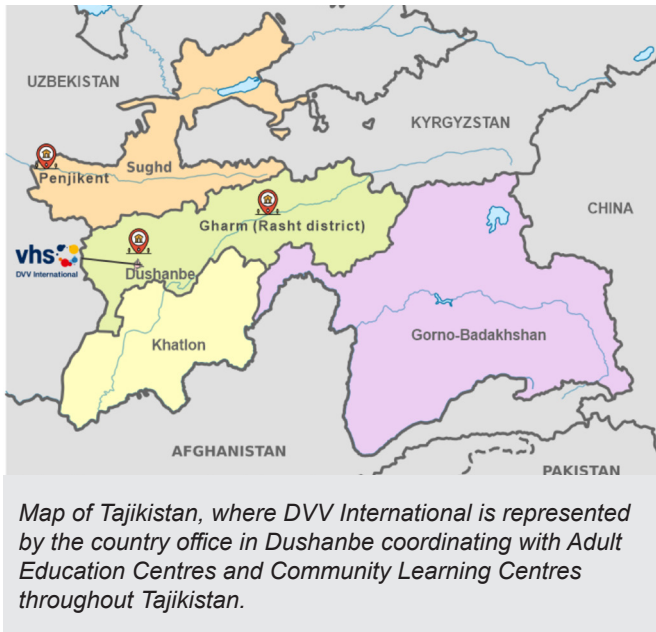 UZBEKISTAN
KYRGYZSTAN
Penjikent
Sughd
CHINA
Gharm (Rasht district)
vhs
DVV International
Dushanbe
Khatlon
Gorno-Badakhshan
AFGHANISTAN
PAKISTAN
Map of Tajikistan, where DVV International is represented
by the country office in Dushanbe coordinating with Adult
Education Centres and Community Learning Centres
throughout Tajikistan.